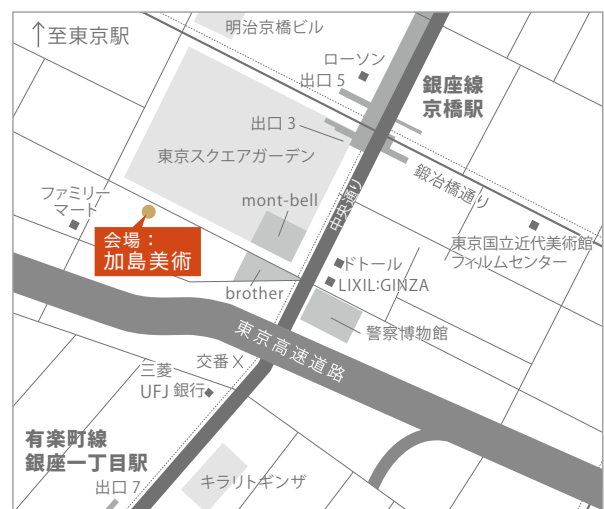 ↑至東京駅
明治京橋ビル
ローソン
出口 5
銀座線
京橋駅
出口 3
東京スクエアガーデン
鍛冶橋通り
ファミリー
マート
mont-bell
中央通り
会場：
加島美術
東京国立近代美術館
フィルムセンター
ドトール
LIXIL:GINZA
brother
警察博物館
東京高速道路
交番
三菱
UFJ 銀行
有楽町線
銀座一丁目駅
出口 7
キラリトギンザ